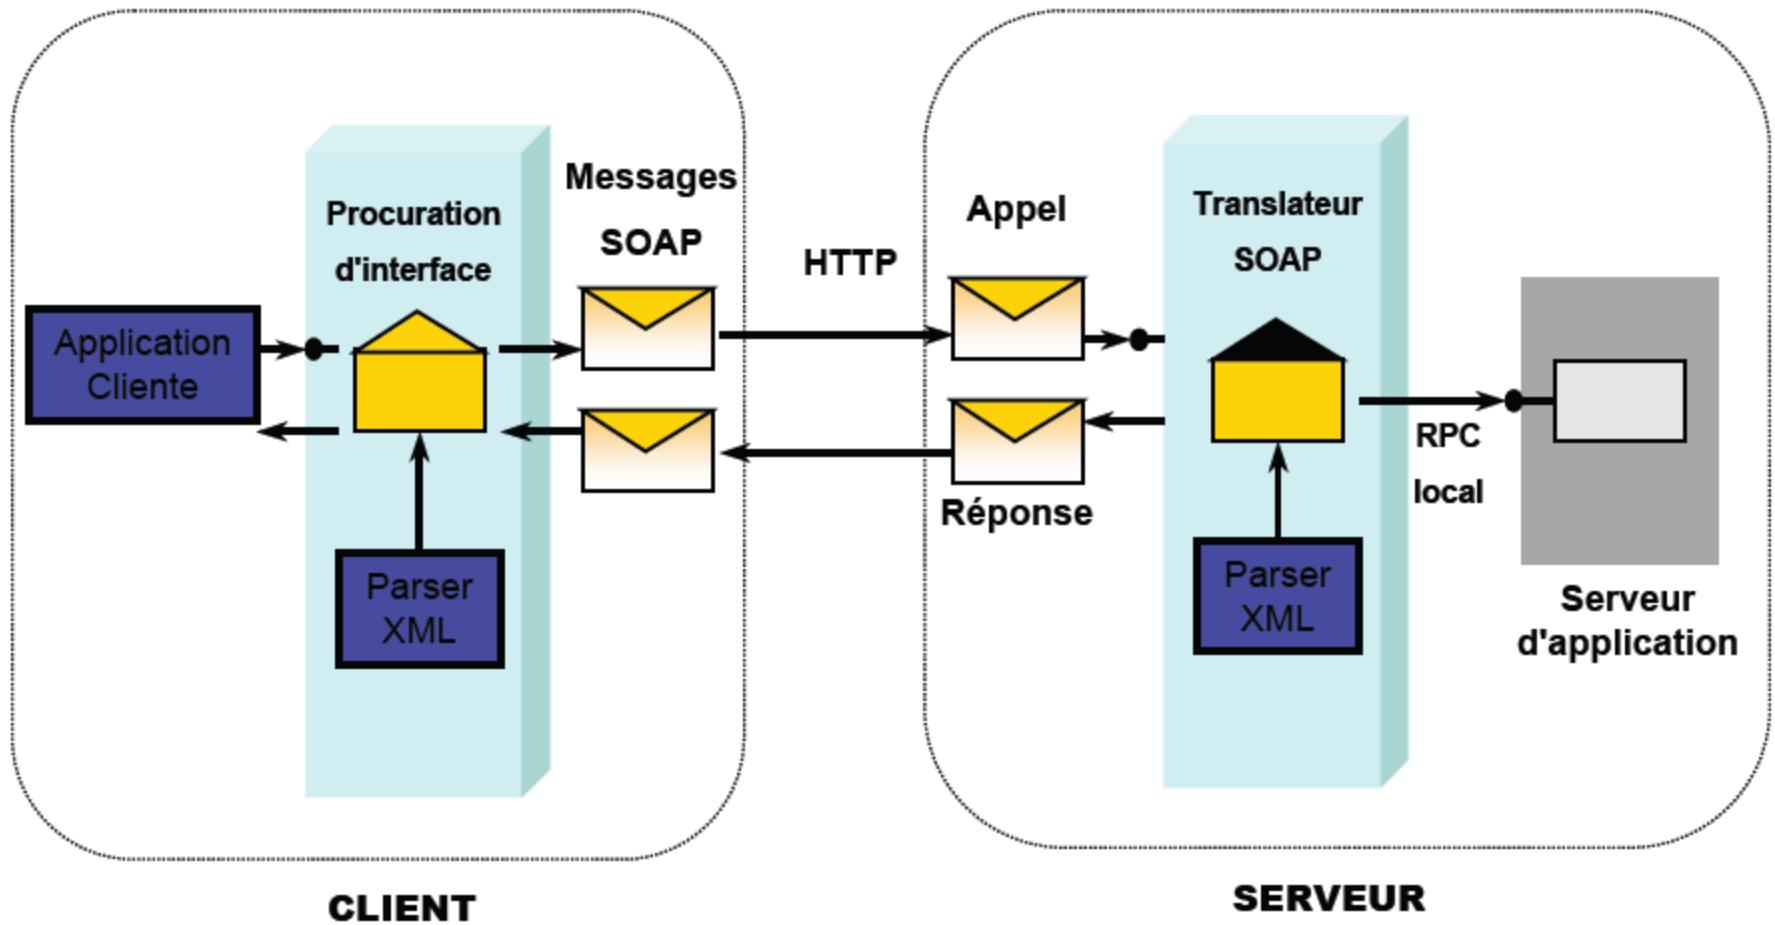 Messages
SOAP
Procuration
d'interface
Application
Cliente
Parser
XML
CLIENT
HTTP
Appel
Réponse
Translateur
SOAP
Parser
XML
RPC
local
Serveur
d'application
SERVEUR